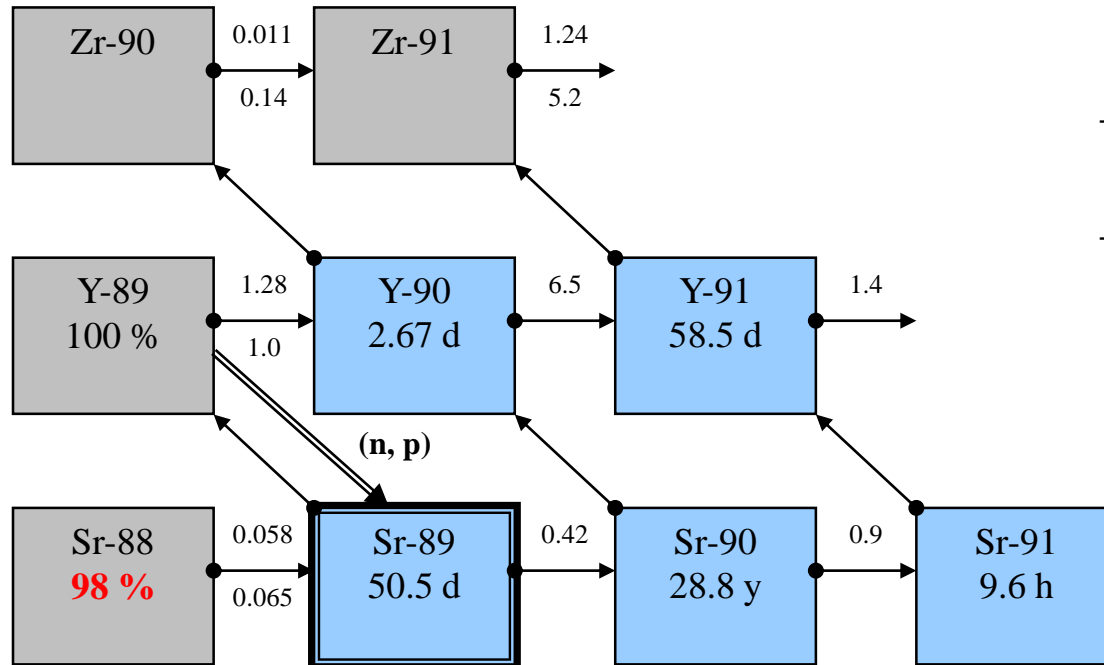 Zr-90
0.011
0.14
Zr-91
1.24
5.2
Y-89
100 %
1.28
1.0
Y-90
2.67 d
6.5
Y-91
58.5 d
1.4
(n, p)
Sr-88
98 %
0.058
0.065
Sr-89
50.5 d
0.42
Sr-90
28.8 y
0.9
Sr-91
9.6 h